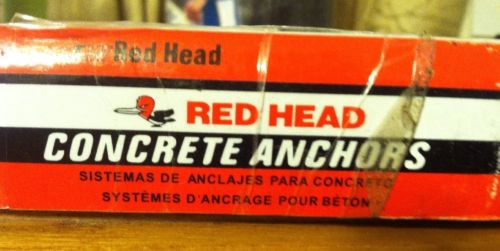 Red Head
RED HEAD
CONCRETE ANCHORS
SISTEMAS DE ANCLAJES PARA CONCRETO
SYSTÈMES D'ANCRAGE POUR BÉTON